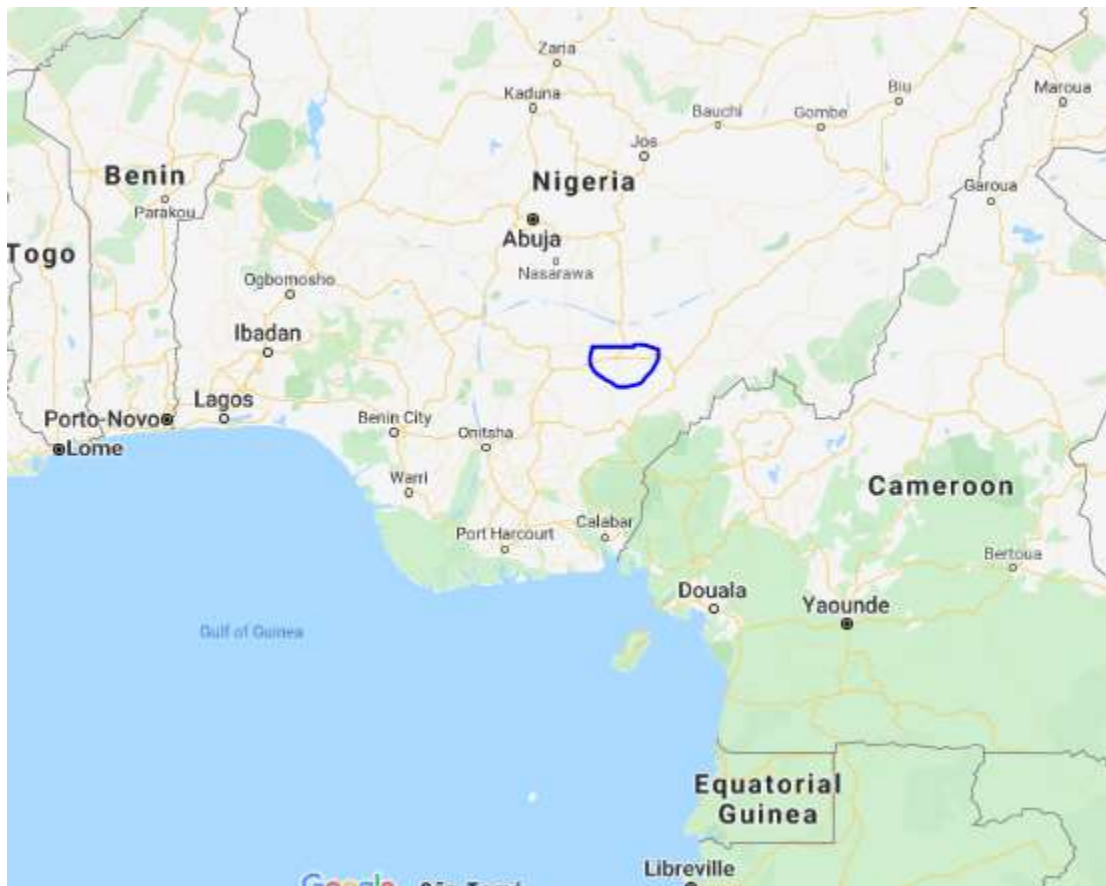 Zaria
Kaduna
Biu
Maroua
Bauchi
Gombe
Jos
Benin
Nigeria
Garoua
Parakou
Abuja
Togo
Nasarawa
Ogbomosho
Ibadan
Lagos
Porto-Novo
Benin City
Onitsha
Lome
Warri
Cameroon
Port Harcourt
Calabar
Bertoua
Douala
Yaounde
Gulf of Guinea
Equatorial
Guinea
Libreville
Google